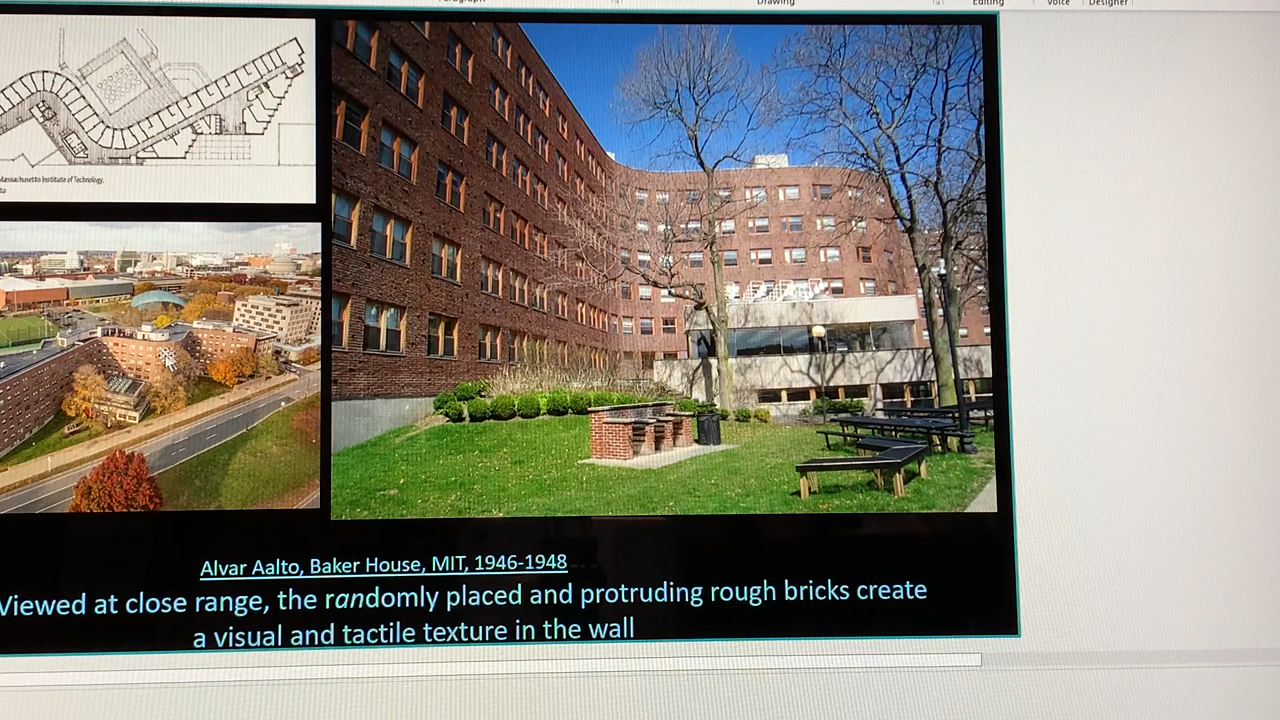 Paragraph
Drawing
Editing
Voice
Designer
Massachusetts Institute of Technology,
Alvar Aalto, Baker House, MIT, 1946-1948
Viewed at close range, the randomly placed and protruding rough bricks create
a visual and tactile texture in the wall